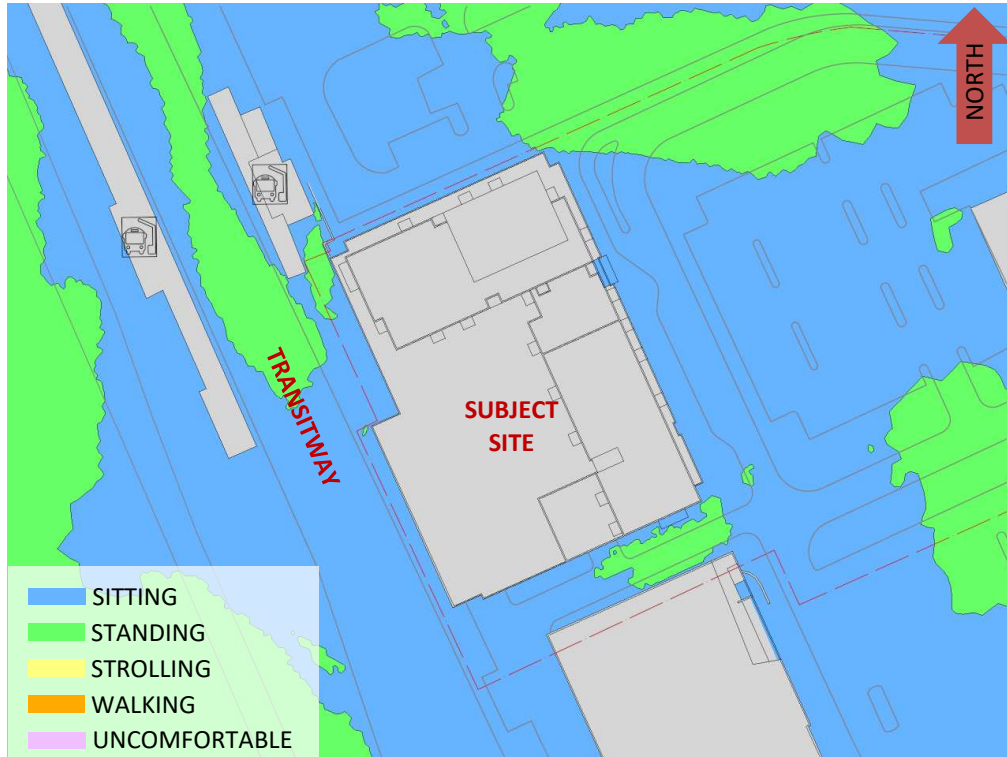 NORTH
TRANSITWAY
SUBJECT
SITE
SITTING
STANDING
STROLLING
WALKING
UNCOMFORTABLE